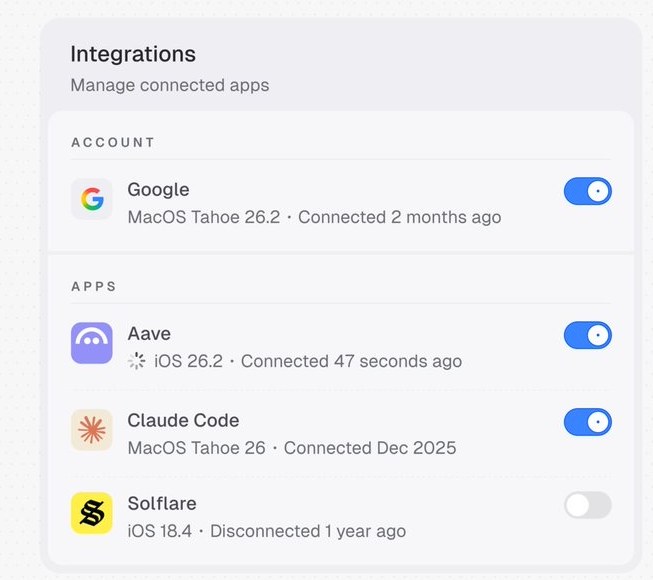 Integrations
Manage connected apps
ACCOUNT
Google
MacOS Tahoe 26.2 · Connected 2 months ago
APPS
Aave
iOS 26.2 · Connected 47 seconds ago
Claude Code
MacOS Tahoe 26 · Connected Dec 2025
Solflare
iOS 18.4 · Disconnected 1 year ago